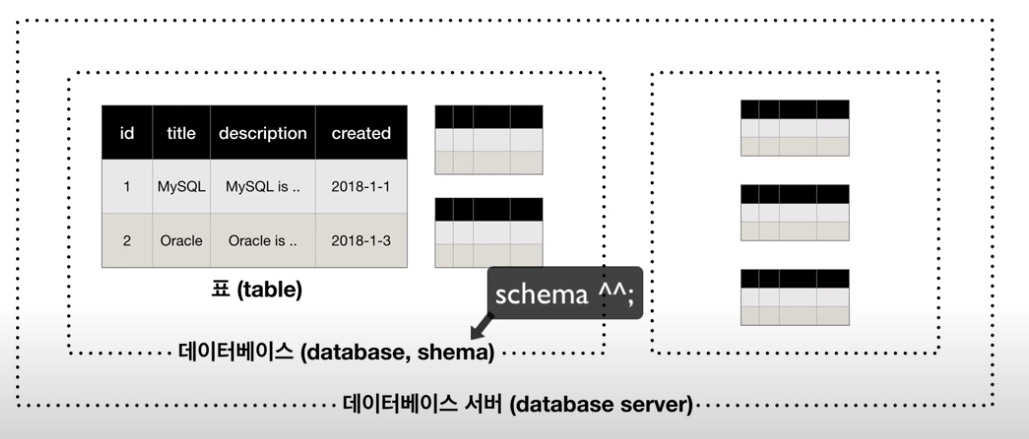 id title description created
1 MySQL MySQL is .. 2018-1-1
2 Oracle Oracle is .. 2018-1-3
표 (table)
schema ^^;
데이터베이스 (database, shema)
데이터베이스 서버 (database server)